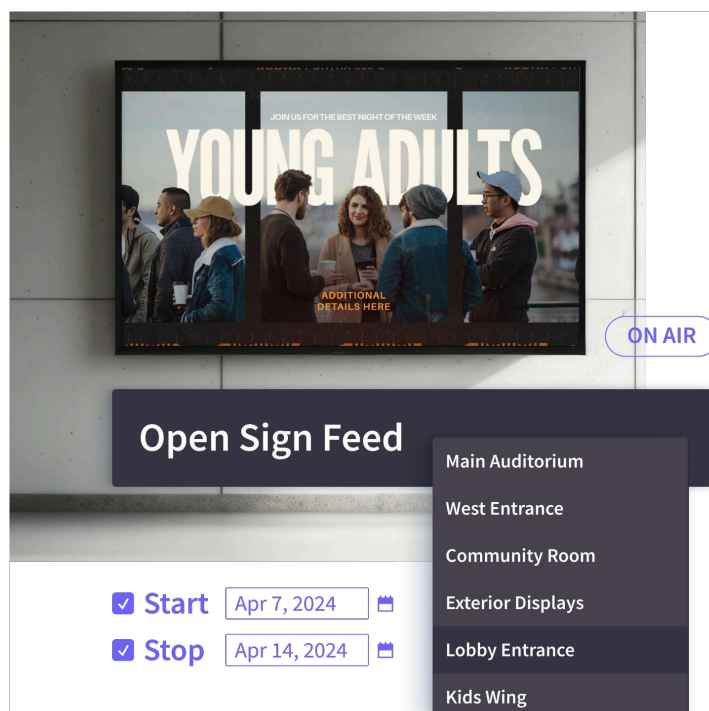 JOIN US FOR THE BEST NIGHT OF THE WEEK
YOUNG ADULTS
ADDITIONAL
DETAILS HERE
ON AIR
Open Sign Feed
Main Auditorium
West Entrance
Community Room
Exterior Displays
Lobby Entrance
Kids Wing
Start Apr 7, 2024
Stop Apr 14, 2024